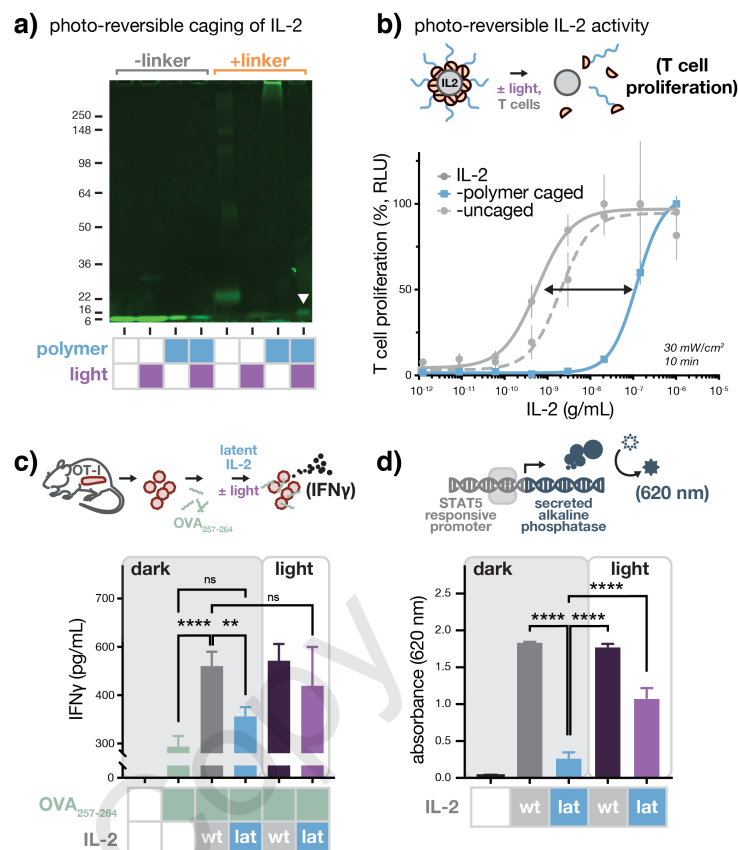 a) photo-reversible caging of IL-2
-linker +linker
250
148
98
64
50
36
22
16
6
polymer
light
b) photo-reversible IL-2 activity
IL2
± light,
T cells
(T cell
proliferation)
T cell proliferation (%, RLU)
100
50
0
IL-2
-polymer caged
-uncaged
30 mW/cm²
10 min
10⁻¹² 10⁻¹¹ 10⁻¹⁰ 10⁻⁹ 10⁻⁸ 10⁻⁷ 10⁻⁶ 10⁻⁵
IL-2 (g/mL)
c)
OT-I
OVA₂₅₇₋₂₆₄
latent
IL-2
± light
(IFNγ)
dark light
IFNγ (pg/mL)
700
600
400
300
0
ns
ns
**** **
OVA₂₅₇₋₂₆₄
IL-2 wt lat wt lat
d)
STAT5
responsive
promoter
secreted
alkaline
phosphatase
(620 nm)
dark light
absorbance (620 nm)
2.5
2.0
1.5
1.0
0.5
0.0
****
**** ****
IL-2 wt lat wt lat
Copy